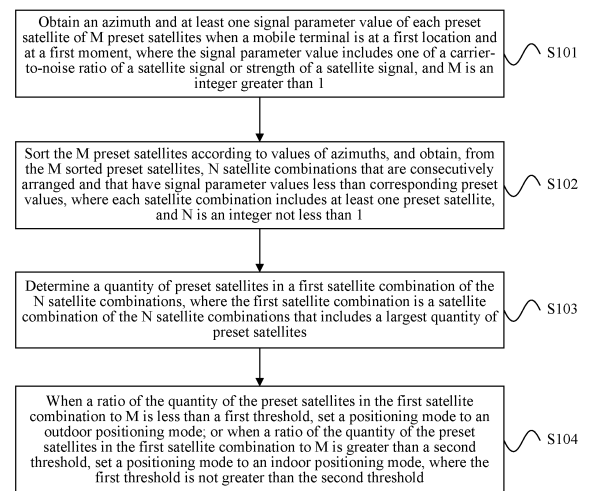 Obtain an azimuth and at least one signal parameter value of each preset
satellite of M preset satellites when a mobile terminal is at a first location and
at a first moment, where the signal parameter value includes one of a carrier-
to-noise ratio of a satellite signal or strength of a satellite signal, and M is an
integer greater than 1
S101
Sort the M preset satellites according to values of azimuths, and obtain, from
the M sorted preset satellites, N satellite combinations that are consecutively
arranged and that have signal parameter values less than corresponding preset
values, where each satellite combination includes at least one preset satellite,
and N is an integer not less than 1
S102
Determine a quantity of preset satellites in a first satellite combination of the
N satellite combinations, where the first satellite combination is a satellite
combination of the N satellite combinations that includes a largest quantity of
preset satellites
S103
When a ratio of the quantity of the preset satellites in the first satellite
combination to M is less than a first threshold, set a positioning mode to an
outdoor positioning mode; or when a ratio of the quantity of the preset
satellites in the first satellite combination to M is greater than a second
threshold, set a positioning mode to an indoor positioning mode, where the
first threshold is not greater than the second threshold
S104